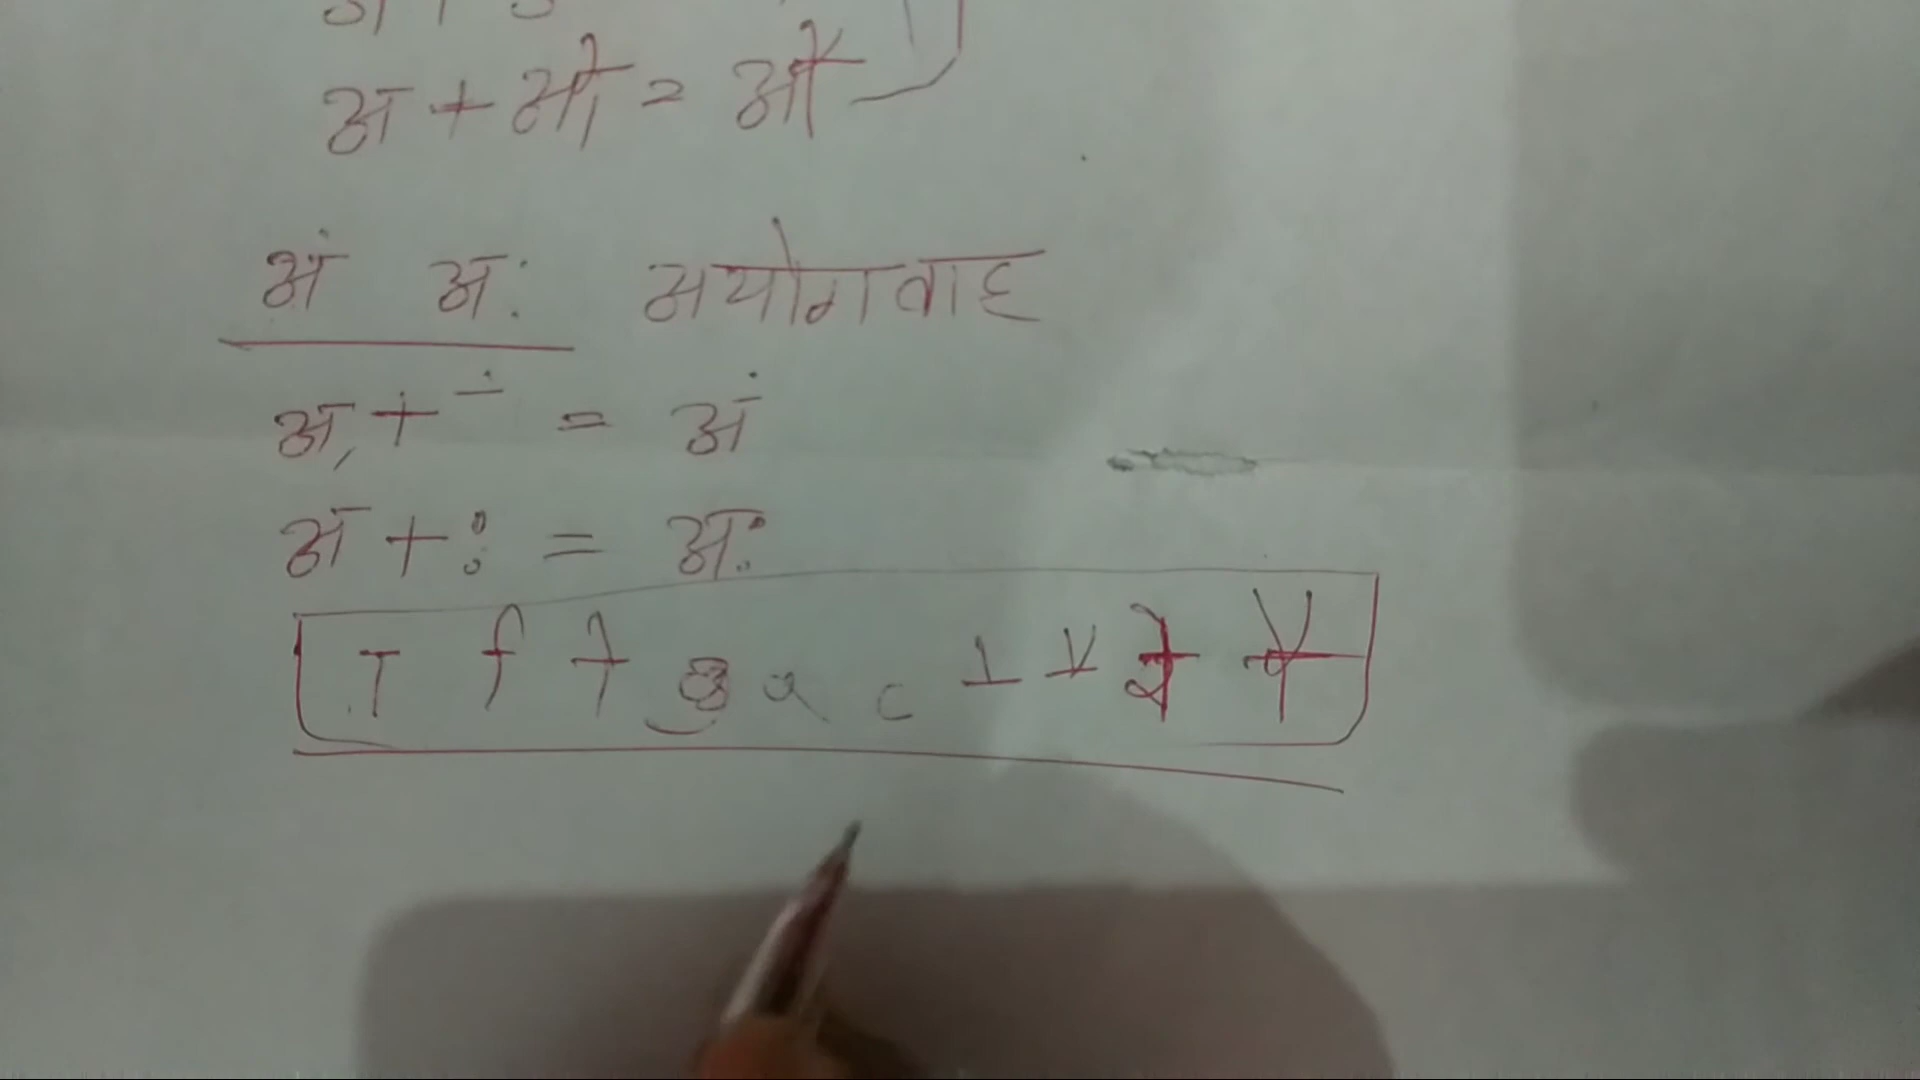 अ + ओ = औ
अं अः अयोगवाह
अ, + ं = अं
अ + : = अः
ा ि ी ु ू ृ े ै ो ौ